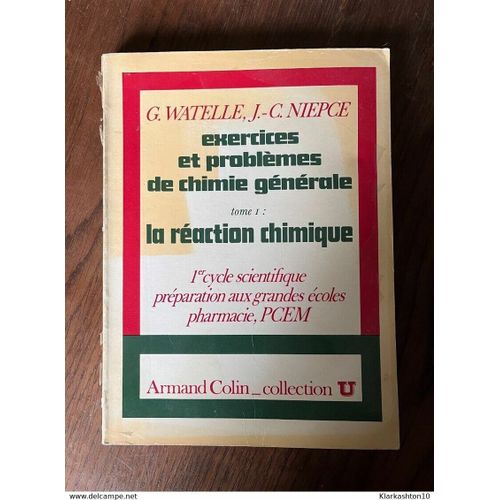 G. WATELLE, J.-C. NIEPCE
exercices
et problèmes
de chimie générale
tome 1 :
la réaction chimique
1er cycle scientifique
préparation aux grandes écoles
pharmacie, PCEM
Armand Colin_collection U
www.delcampe.net
Klarkashton10